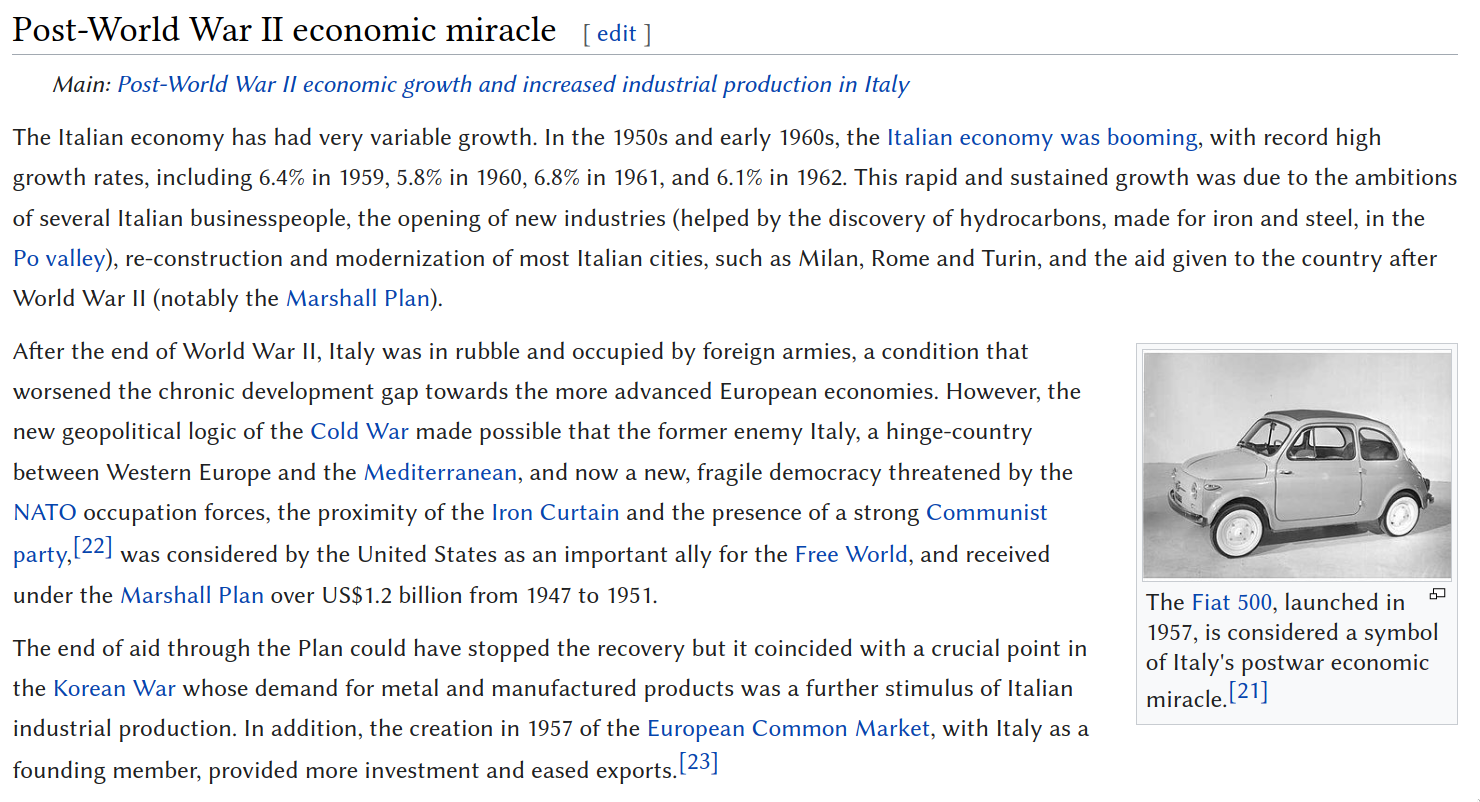 Post-World War II economic miracle [ edit ]
Main: Post-World War II economic growth and increased industrial production in Italy
The Italian economy has had very variable growth. In the 1950s and early 1960s, the Italian economy was booming, with record high
growth rates, including 6.4% in 1959, 5.8% in 1960, 6.8% in 1961, and 6.1% in 1962. This rapid and sustained growth was due to the ambitions
of several Italian businesspeople, the opening of new industries (helped by the discovery of hydrocarbons, made for iron and steel, in the
Po valley), re-construction and modernization of most Italian cities, such as Milan, Rome and Turin, and the aid given to the country after
World War II (notably the Marshall Plan).
After the end of World War II, Italy was in rubble and occupied by foreign armies, a condition that
worsened the chronic development gap towards the more advanced European economies. However, the
new geopolitical logic of the Cold War made possible that the former enemy Italy, a hinge-country
between Western Europe and the Mediterranean, and now a new, fragile democracy threatened by the
NATO occupation forces, the proximity of the Iron Curtain and the presence of a strong Communist
party,[22] was considered by the United States as an important ally for the Free World, and received
under the Marshall Plan over US$1.2 billion from 1947 to 1951.
The end of aid through the Plan could have stopped the recovery but it coincided with a crucial point in
the Korean War whose demand for metal and manufactured products was a further stimulus of Italian
industrial production. In addition, the creation in 1957 of the European Common Market, with Italy as a
founding member, provided more investment and eased exports.[23]
The Fiat 500, launched in
1957, is considered a symbol
of Italy's postwar economic
miracle.[21]